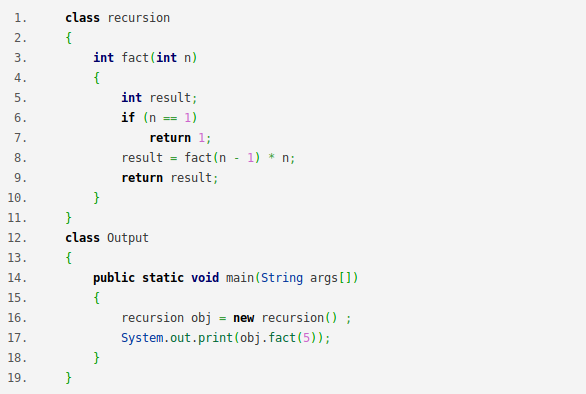 1. class recursion
2. {
3. int fact(int n)
4. {
5. int result;
6. if (n == 1)
7. return 1;
8. result = fact(n - 1) * n;
9. return result;
10. }
11. }
12. class Output
13. {
14. public static void main(String args[])
15. {
16. recursion obj = new recursion() ;
17. System.out.print(obj.fact(5));
18. }
19. }